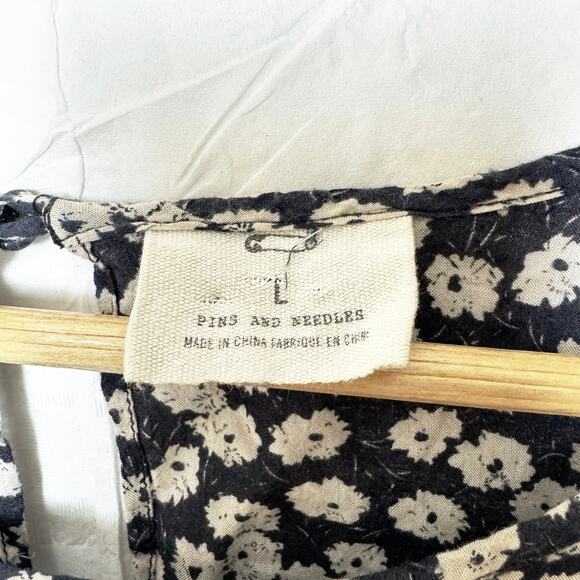 L
PINS AND NEEDLES
MADE IN CHINA FABRIQUE EN CHINE